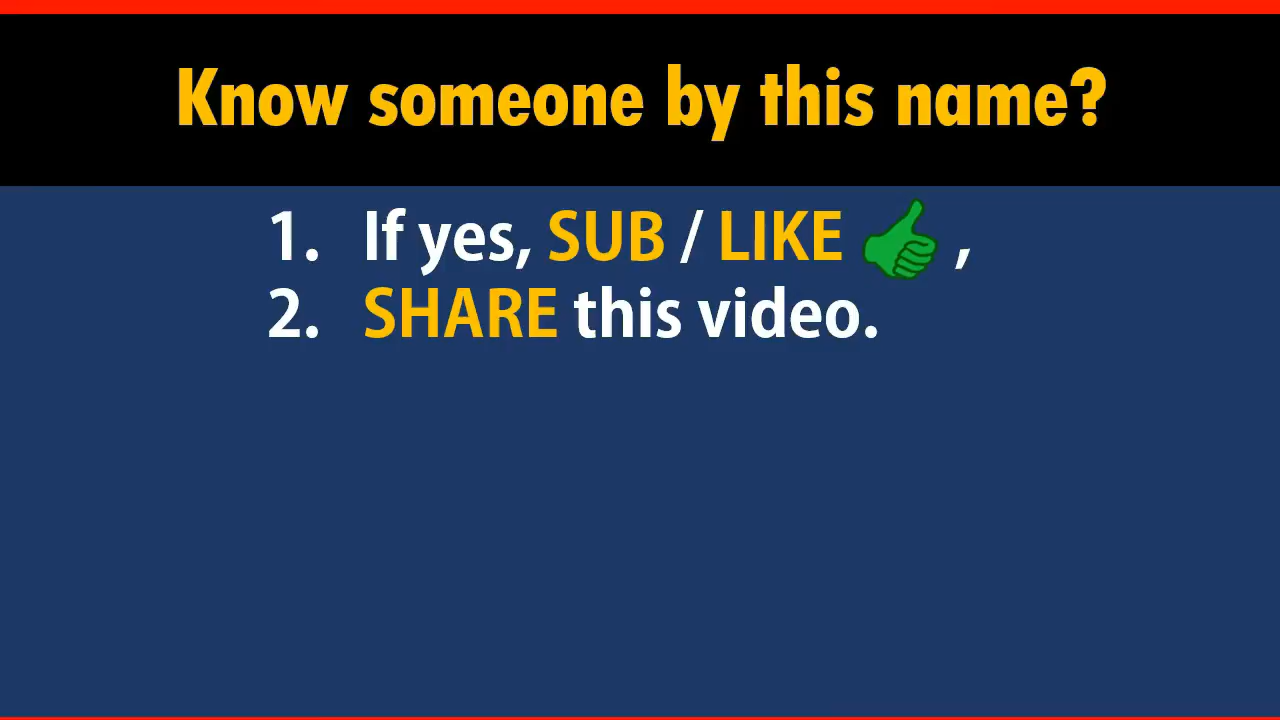 Know someone by this name?
1. If yes, SUB / LIKE ,
2. SHARE this video.